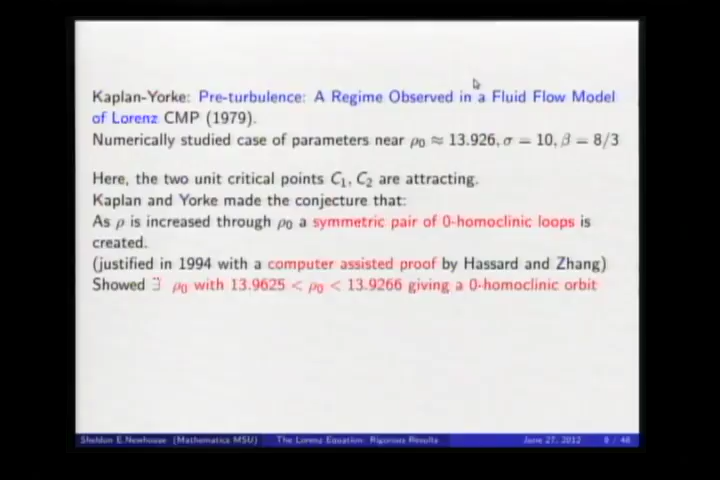 Kaplan-Yorke: Pre-turbulence: A Regime Observed in a Fluid Flow Model
of Lorenz CMP (1979).
Numerically studied case of parameters near ρ₀ ≈ 13.926, σ = 10, β = 8/3
Here, the two unit critical points C₁, C₂ are attracting.
Kaplan and Yorke made the conjecture that:
As ρ is increased through ρ₀ a symmetric pair of 0-homoclinic loops is
created.
(justified in 1994 with a computer assisted proof by Hassard and Zhang)
Showed ∃ ρ₀ with 13.9625 < ρ₀ < 13.9266 giving a 0-homoclinic orbit
Sheldon E.Newhouse (Mathematics MSU) The Lorenz Equation: Rigorous Results June 27, 2012 8 / 48